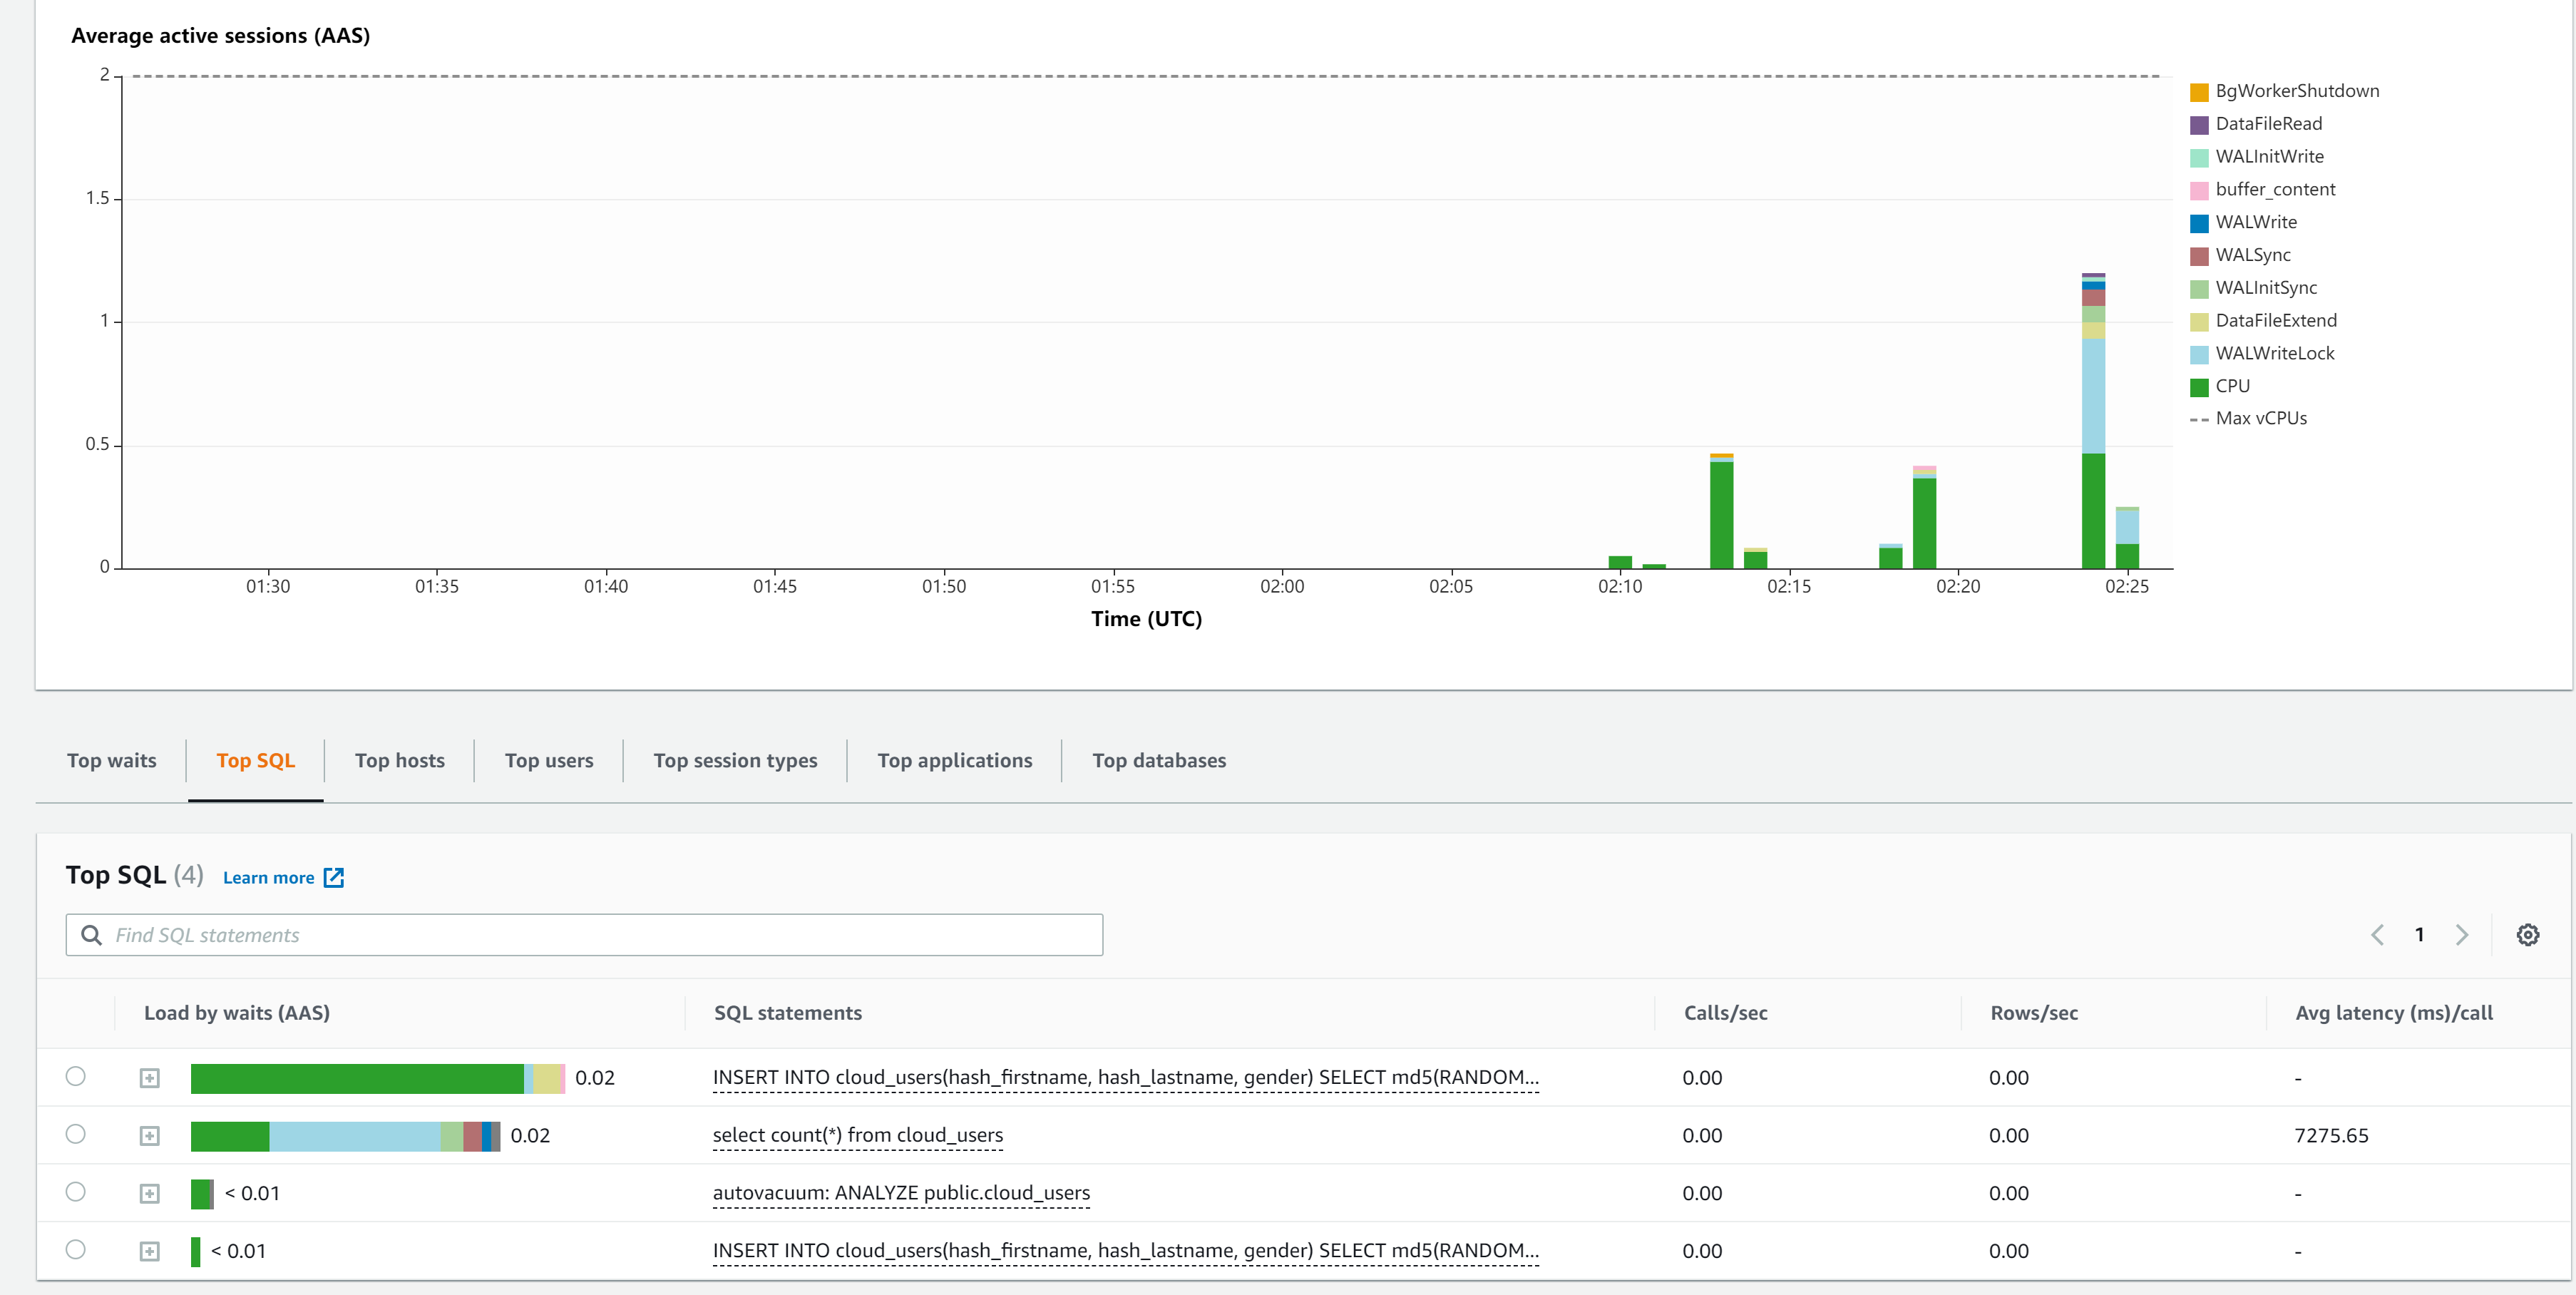 Average active sessions (AAS)
2
1.5
1
0.5
0
01:30 01:35 01:40 01:45 01:50 01:55 02:00 02:05 02:10 02:15 02:20 02:25
Time (UTC)
BgWorkerShutdown
DataFileRead
WALInitWrite
buffer_content
WALWrite
WALSync
WALInitSync
DataFileExtend
WALWriteLock
CPU
Max vCPUs
Top waits Top SQL Top hosts Top users Top session types Top applications Top databases
Top SQL (4) Learn more
Find SQL statements
1
Load by waits (AAS) SQL statements Calls/sec Rows/sec Avg latency (ms)/call
0.02 INSERT INTO cloud_users(hash_firstname, hash_lastname, gender) SELECT md5(RANDOM... 0.00 0.00 -
0.02 select count(*) from cloud_users 0.00 0.00 7275.65
< 0.01 autovacuum: ANALYZE public.cloud_users 0.00 0.00 -
< 0.01 INSERT INTO cloud_users(hash_firstname, hash_lastname, gender) SELECT md5(RANDOM... 0.00 0.00 -